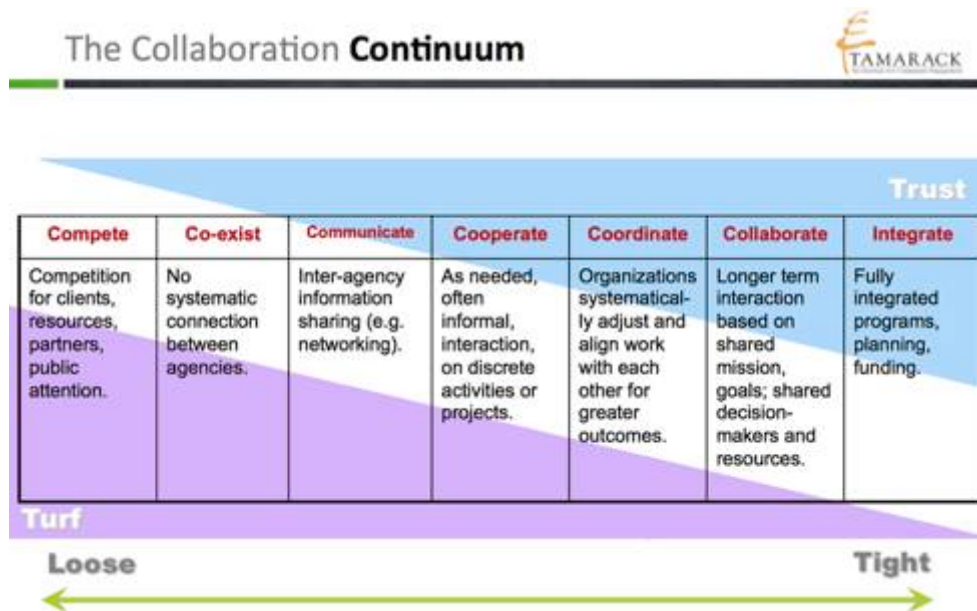 The Collaboration Continuum
TAMARACK
Trust
Compete
Co-exist
Communicate
Cooperate
Coordinate
Collaborate
Integrate
Competition
for clients,
resources,
partners,
public
attention.
No
systematic
connection
between
agencies.
Inter-agency
information
sharing (e.g.
networking).
As needed,
often
informal,
interaction,
on discrete
activities or
projects.
Organizations
systematical-
ly adjust and
align work
with each
other for
greater
outcomes.
Longer term
interaction
based on
shared
mission,
goals; shared
decision-
makers and
resources.
Fully
integrated
programs,
planning,
funding.
Turf
Loose
Tight